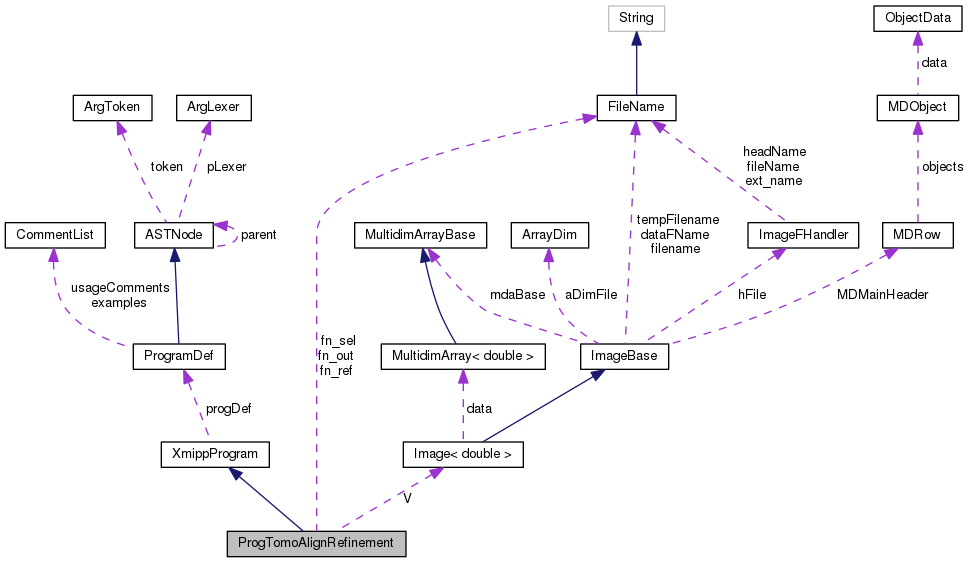 String
ObjectData
data
ArgToken
ArgLexer
FileName
MDObject
token
pLexer
headName
fileName
ext_name
objects
CommentList
ASTNode
parent
MultidimArrayBase
ArrayDim
tempFilename
dataFName
filename
ImageFHandler
MDRow
usageComments
examples
mdaBase
aDimFile
hFile
MDMainHeader
fn_sel
fn_out
fn_ref
ProgramDef
MultidimArray< double >
ImageBase
progDef
data
XmippProgram
Image< double >
V
ProgTomoAlignRefinement